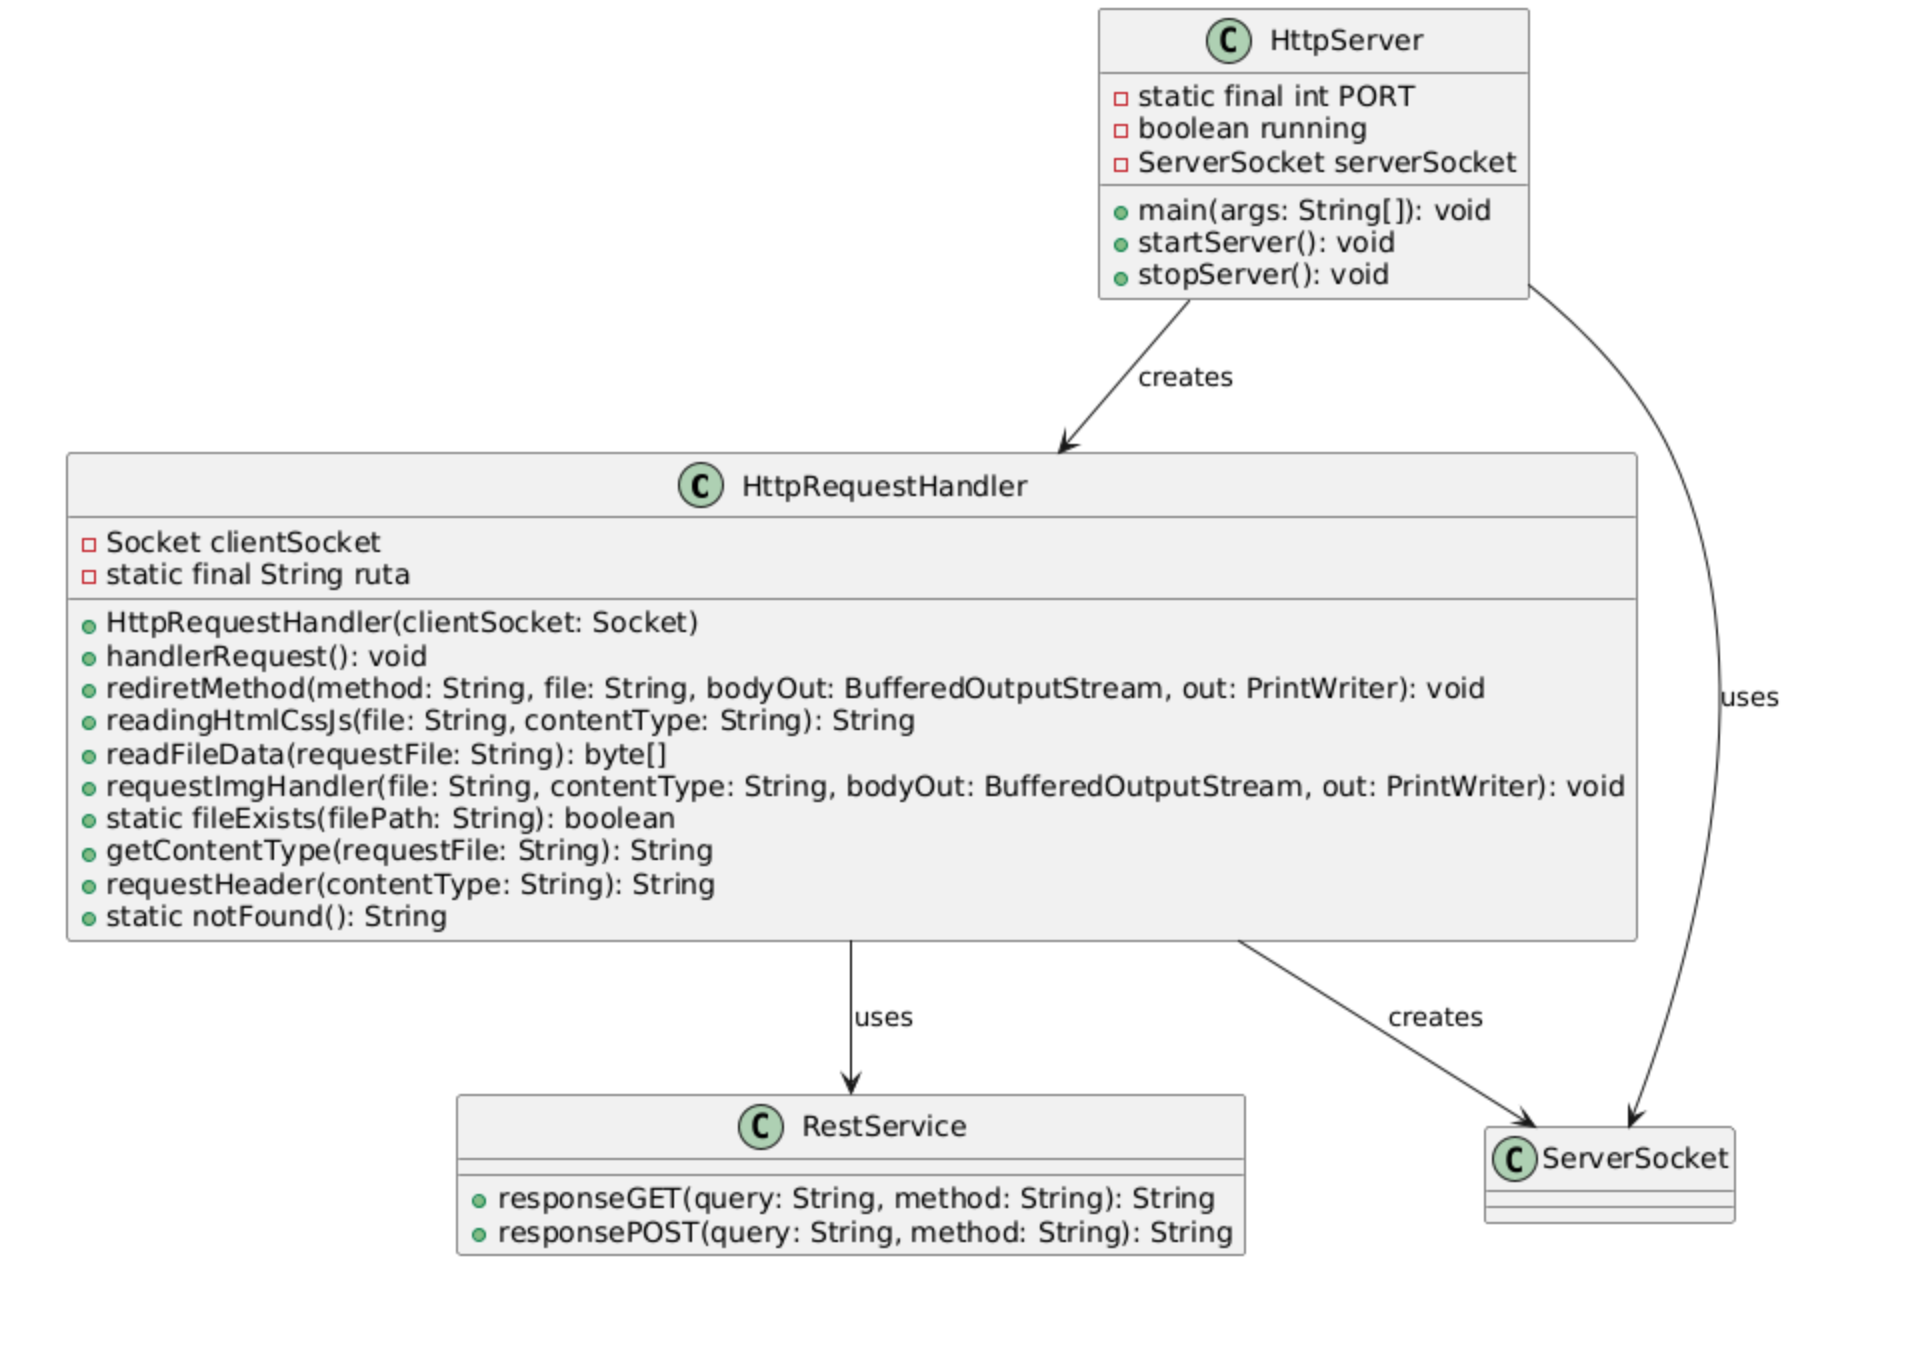 C HttpServer
static final int PORT
boolean running
ServerSocket serverSocket
main(args: String[]): void
startServer(): void
stopServer(): void
creates
C HttpRequestHandler
Socket clientSocket
static final String ruta
HttpRequestHandler(clientSocket: Socket)
handlerRequest(): void
rediretMethod(method: String, file: String, bodyOut: BufferedOutputStream, out: PrintWriter): void
readingHtmlCssJs(file: String, contentType: String): String
readFileData(requestFile: String): byte[]
requestImgHandler(file: String, contentType: String, bodyOut: BufferedOutputStream, out: PrintWriter): void
static fileExists(filePath: String): boolean
getContentType(requestFile: String): String
requestHeader(contentType: String): String
static notFound(): String
uses
uses
creates
C RestService
responseGET(query: String, method: String): String
responsePOST(query: String, method: String): String
C ServerSocket